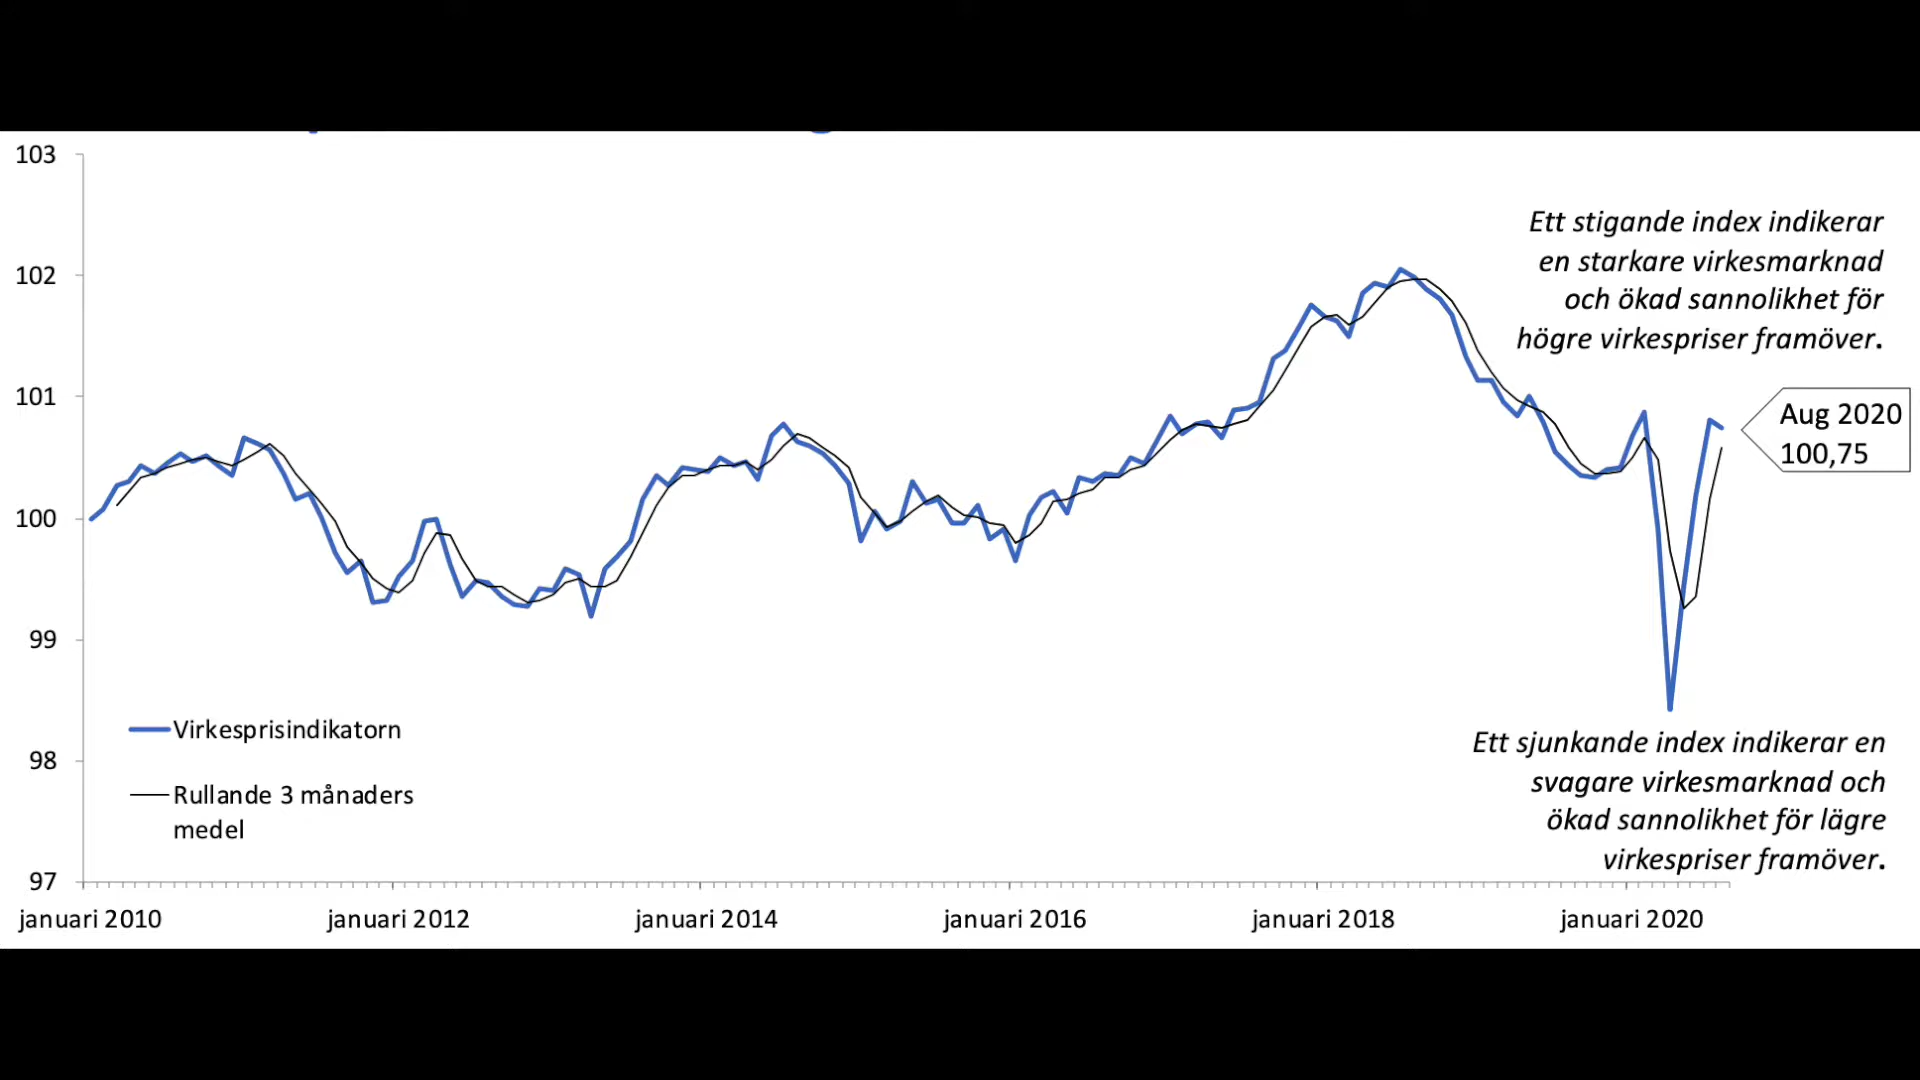 103
Ett stigande index indikerar
en starkare virkesmarknad
och ökad sannolikhet för
högre virkespriser framöver.
102
101
Aug 2020
100,75
100
99
Virkesprisindikatorn
Rullande 3 månaders
medel
Ett sjunkande index indikerar en
svagare virkesmarknad och
ökad sannolikhet för lägre
virkespriser framöver.
98
97
januari 2010 januari 2012 januari 2014 januari 2016 januari 2018 januari 2020